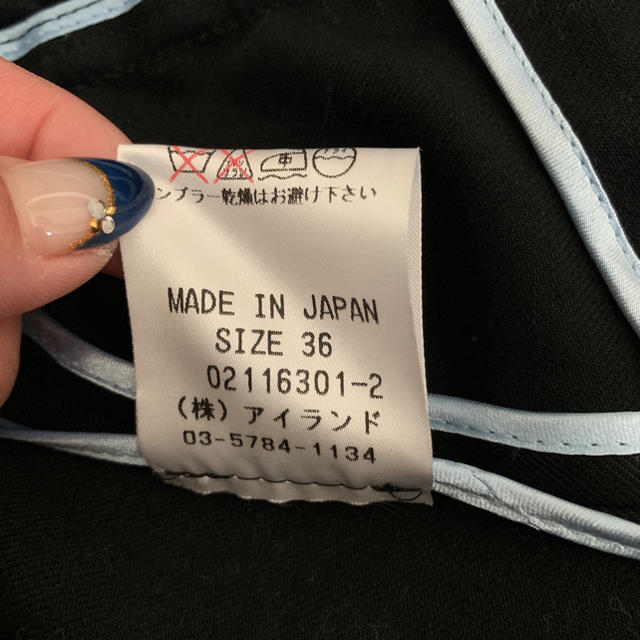 ンブラー乾燥はお避け下さい
MADE IN JAPAN
SIZE 36
02116301-2
(株) アイランド
03-5784-1134